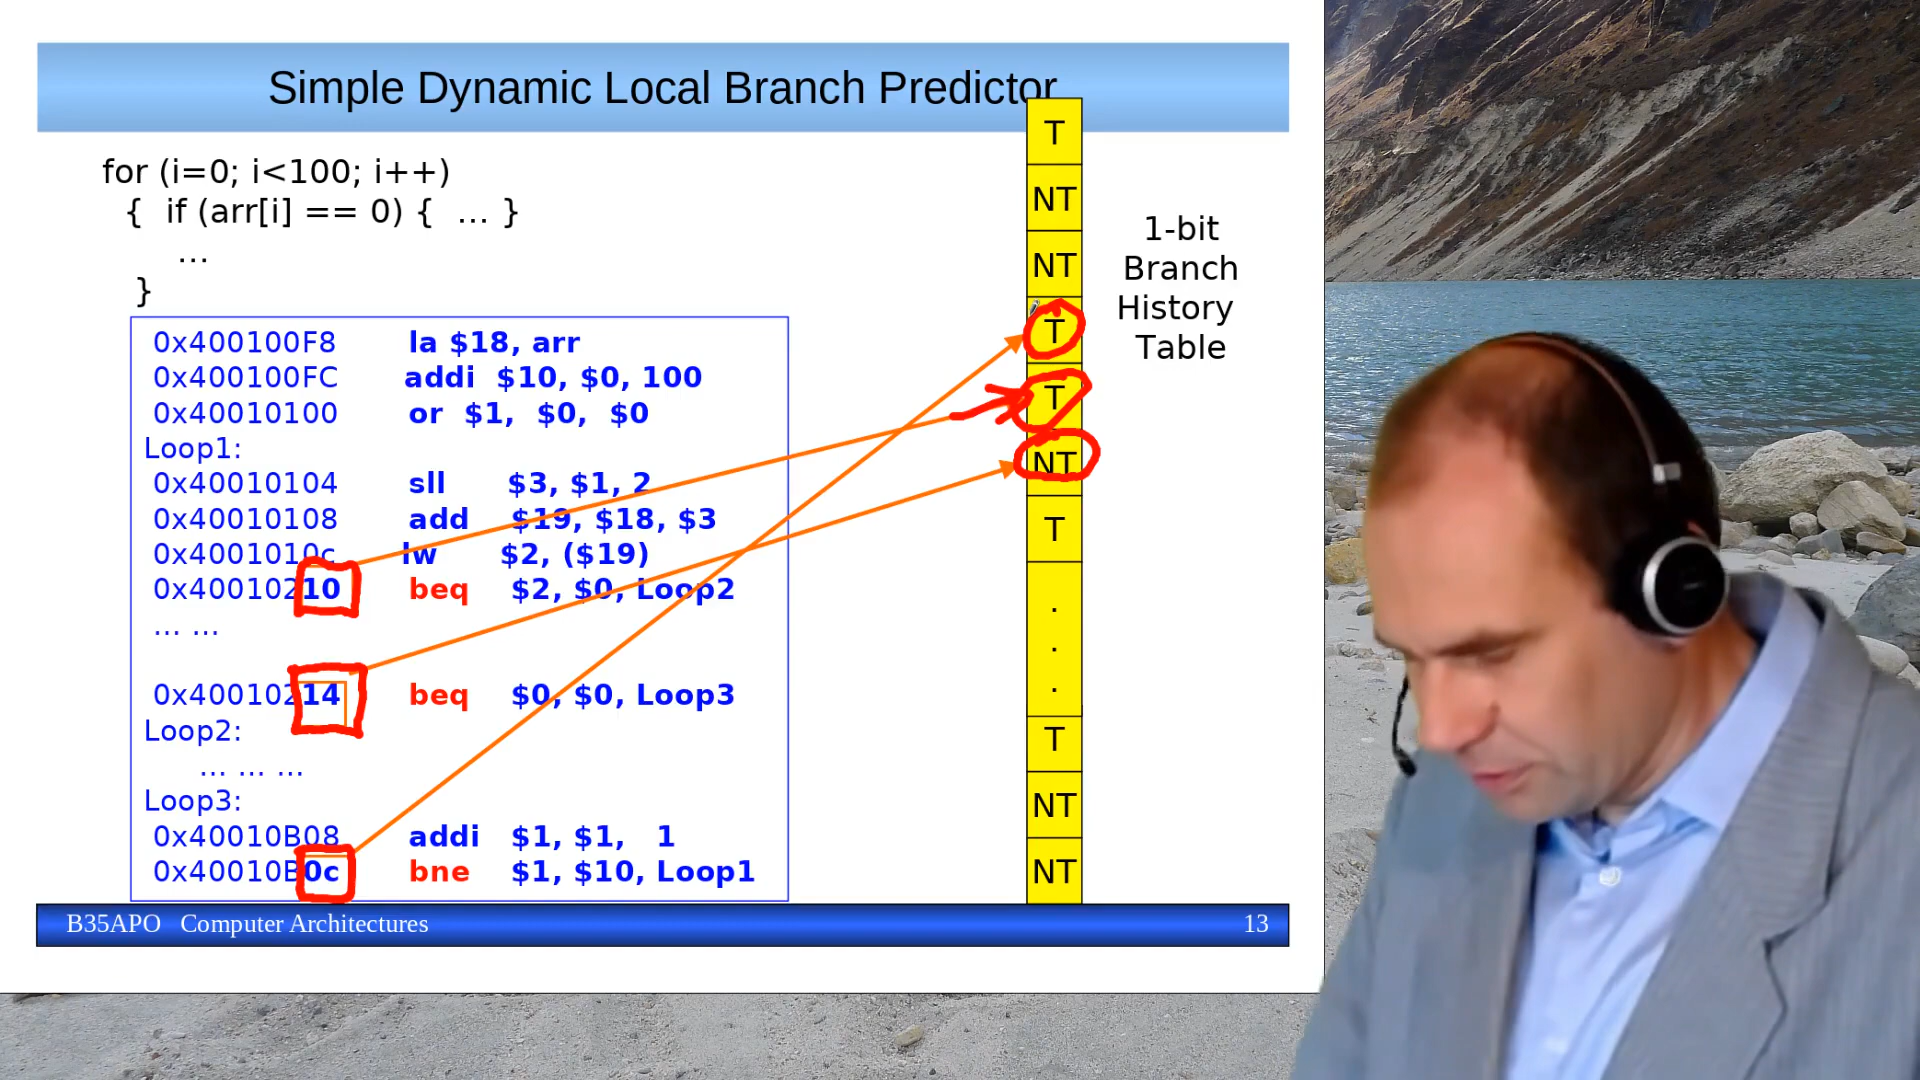 Simple Dynamic Local Branch Predictor
for (i=0; i<100; i++)
{ if (arr[i] == 0) { ... }
...
}
0x400100F8 la $18, arr
0x400100FC addi $10, $0, 100
0x40010100 or $1, $0, $0
Loop1:
0x40010104 sll $3, $1, 2
0x40010108 add $19, $18, $3
0x4001010c lw $2, ($19)
0x40010210 beq $2, $0, Loop2
... ...
0x40010214 beq $0, $0, Loop3
Loop2:
... ... ...
Loop3:
0x40010B08 addi $1, $1, 1
0x40010B0c bne $1, $10, Loop1
T
NT
NT
T
T
NT
T
.
.
.
T
NT
NT
1-bit
Branch
History
Table
B35APO Computer Architectures 13